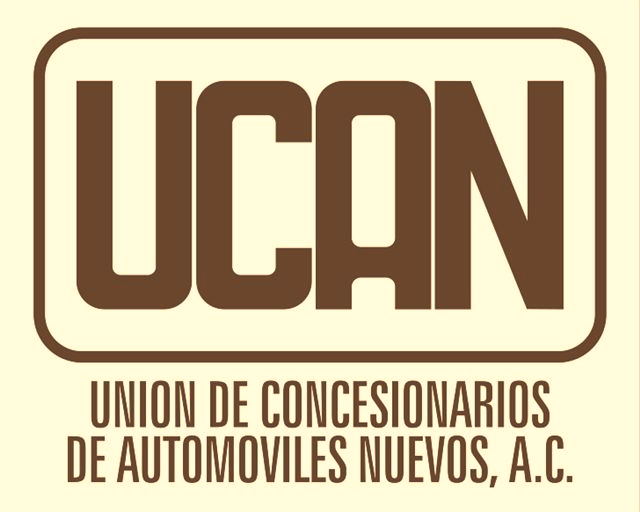 UCAN
UNION DE CONCESIONARIOS
DE AUTOMOVILES NUEVOS, A.C.